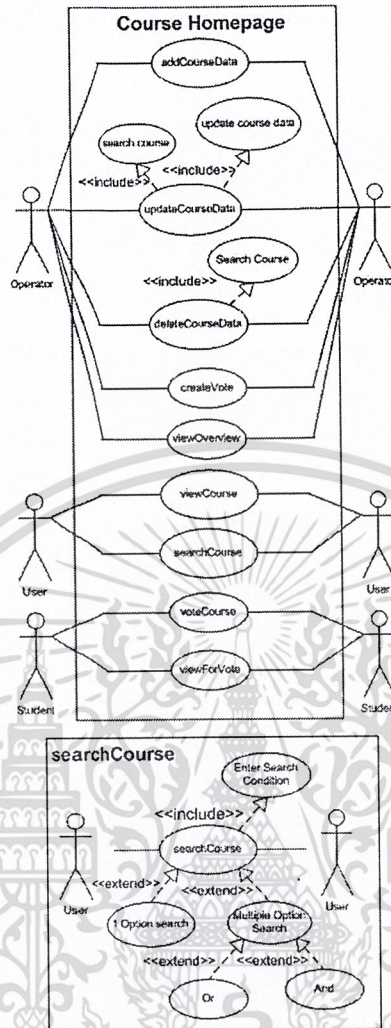 Course Homepage
addCourseData
update course data
search course
<<include>>
<<include>>
updateCourseData
Operator
Operator
Search Course
<<include>>
deleteCourseData
createVote
viewOverview
viewCourse
searchCourse
User
User
voteCourse
viewForVote
Student
Student
searchCourse
Enter Search
Condition
<<include>>
searchCourse
<<extend>>
<<extend>>
User
User
1 Option search
Multiple Option
Search
<<extend>>
<<extend>>
Or
And